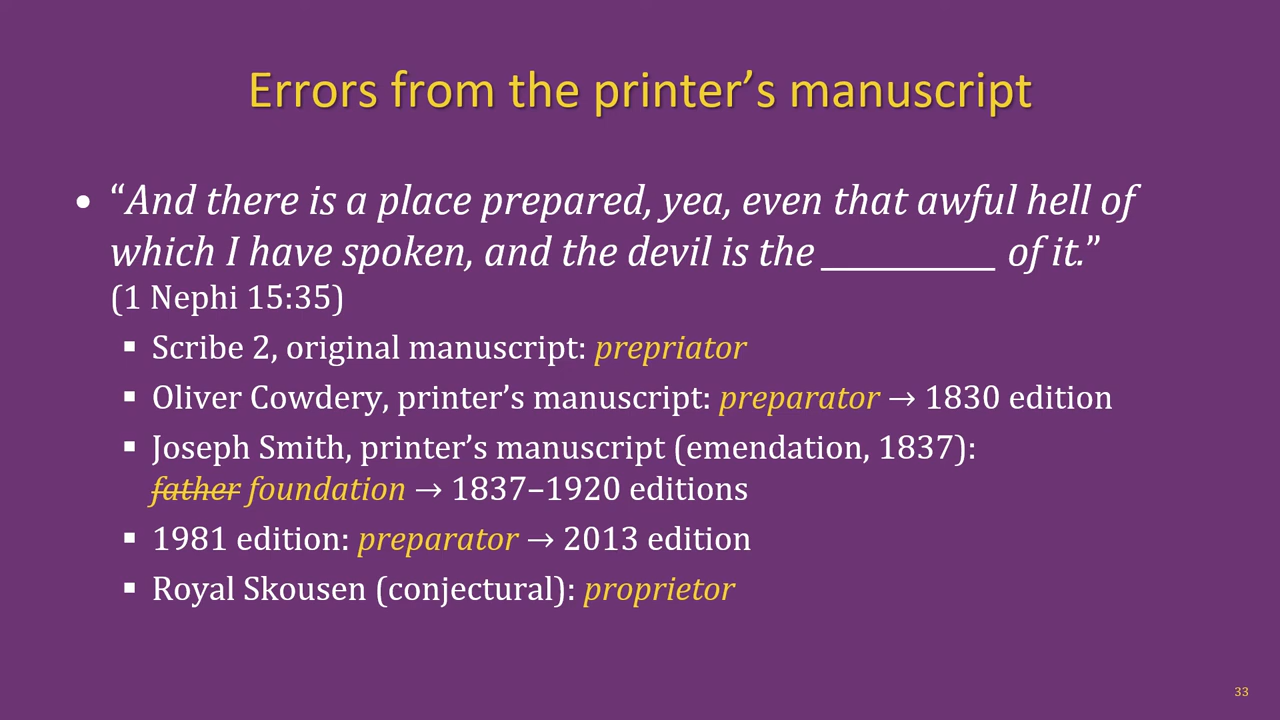 Errors from the printer’s manuscript
• “And there is a place prepared, yea, even that awful hell of
which I have spoken, and the devil is the ___________ of it.”
(1 Nephi 15:35)
▪ Scribe 2, original manuscript: prepriator
▪ Oliver Cowdery, printer’s manuscript: preparator → 1830 edition
▪ Joseph Smith, printer’s manuscript (emendation, 1837):
father foundation → 1837–1920 editions
▪ 1981 edition: preparator → 2013 edition
▪ Royal Skousen (conjectural): proprietor
33